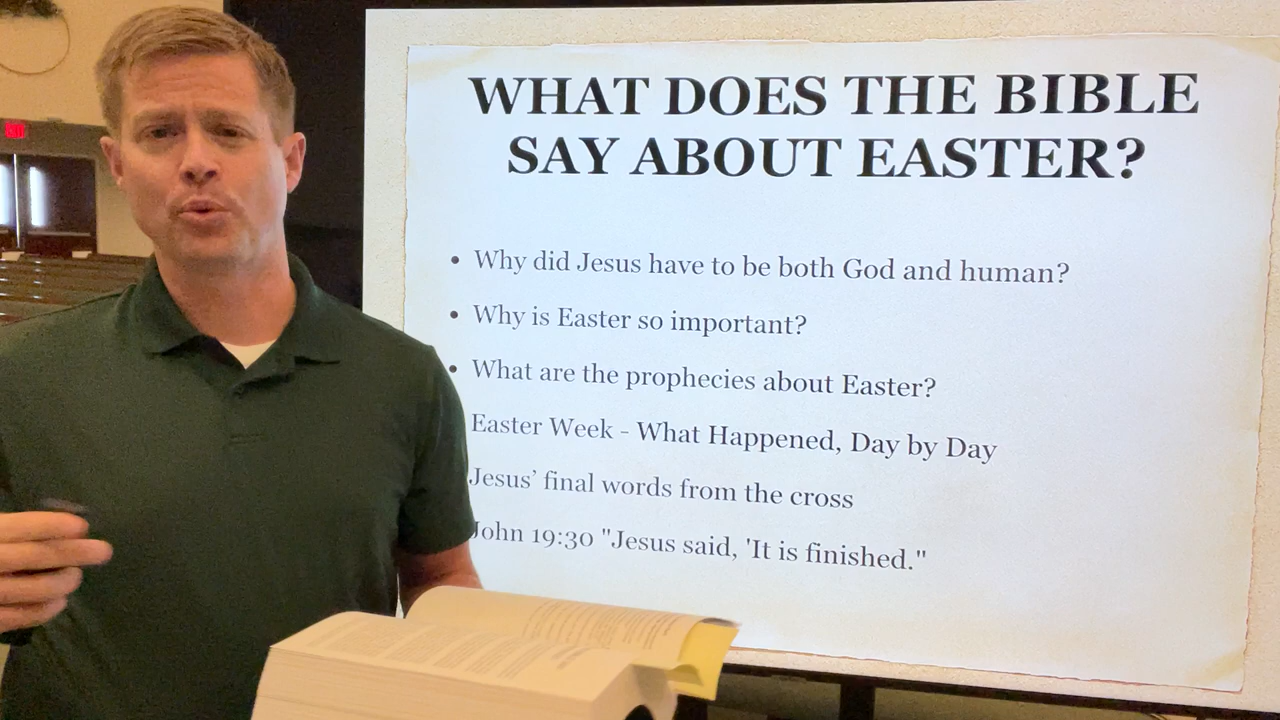 WHAT DOES THE BIBLE
SAY ABOUT EASTER?
• Why did Jesus have to be both God and human?
• Why is Easter so important?
• What are the prophecies about Easter?
Easter Week - What Happened, Day by Day
Jesus’ final words from the cross
John 19:30 "Jesus said, 'It is finished."